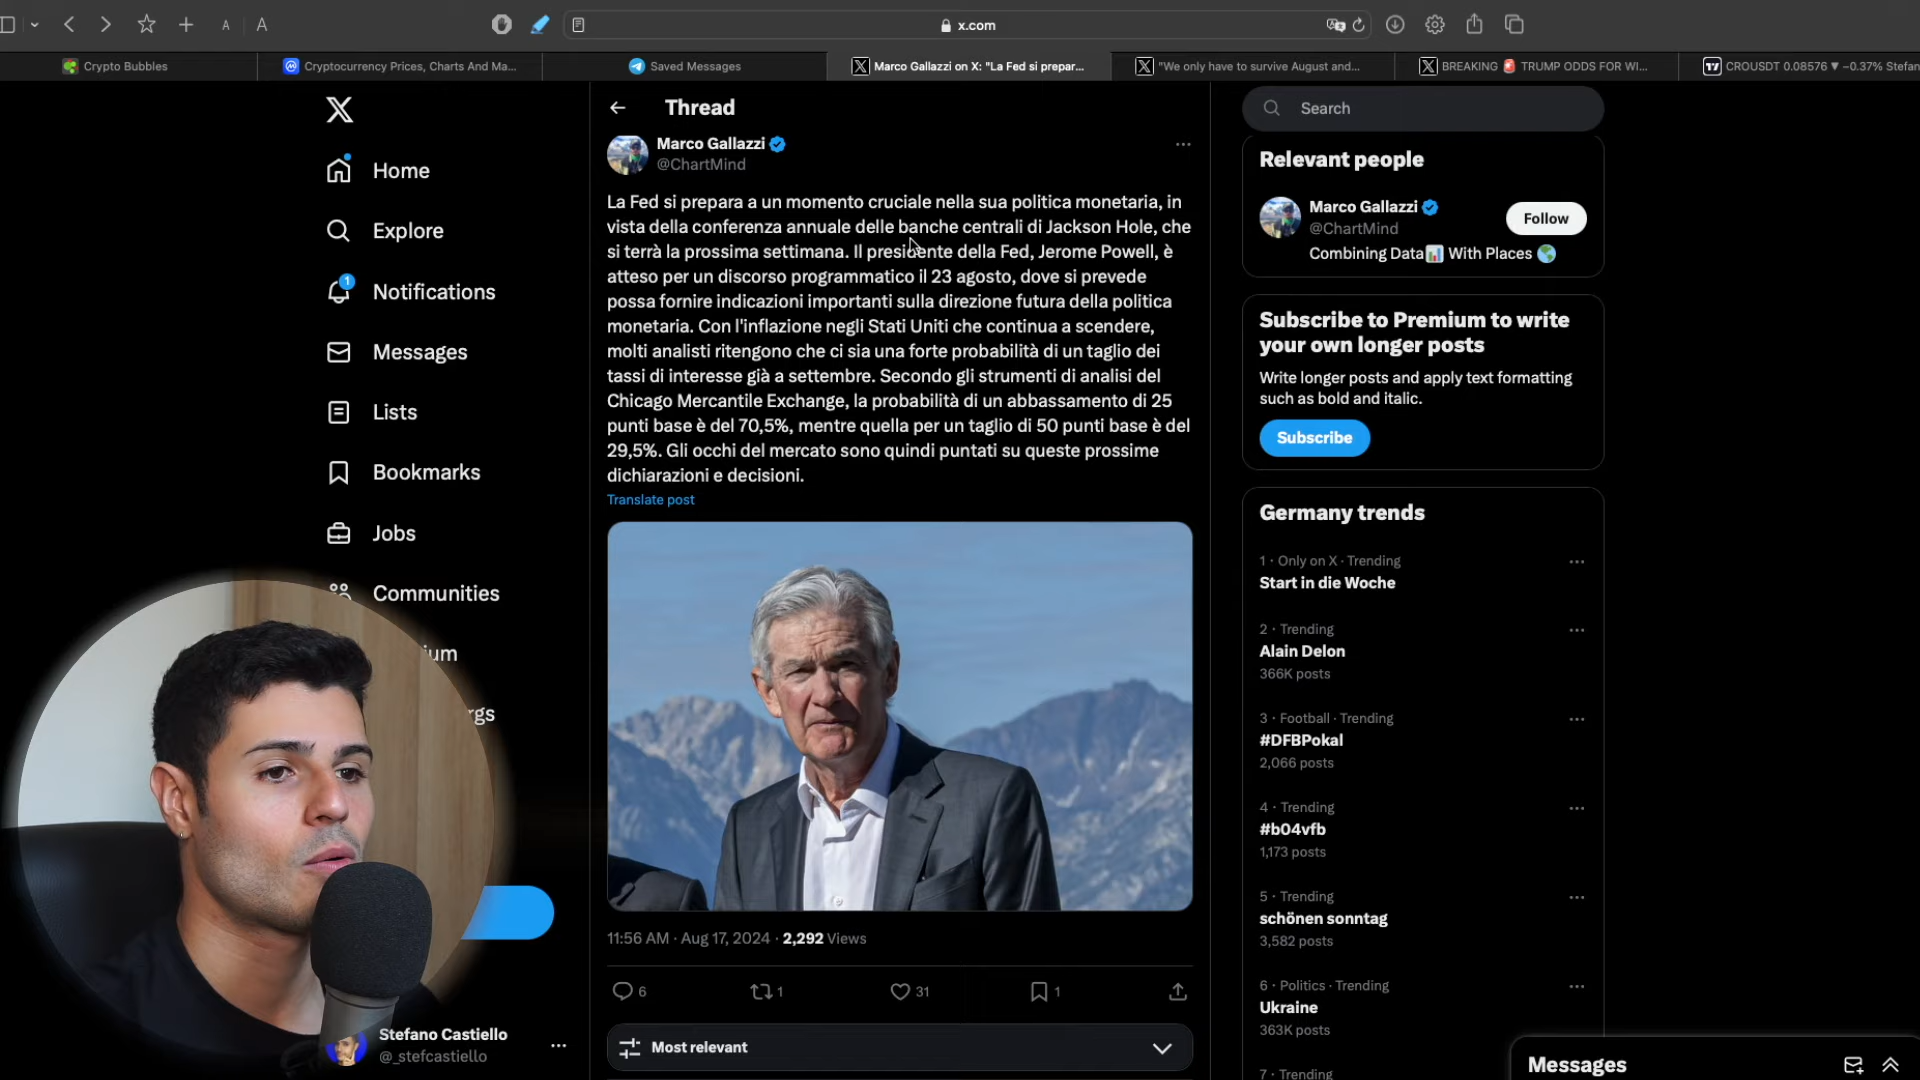 A
A
x.com
Crypto Bubbles
Cryptocurrency Prices, Charts And Ma...
Saved Messages
Marco Gallazzi on X: "La Fed si prepar...
"We only have to survive August and...
BREAKING 🚨 TRUMP ODDS FOR WI...
CROUSDT 0.08576 ▼ −0.37% Stefan
Home
Explore
1
Notifications
Messages
Lists
Bookmarks
Jobs
Communities
Stefano Castiello
@_stefcastiello
Thread
Marco Gallazzi
@ChartMind
La Fed si prepara a un momento cruciale nella sua politica monetaria, in
vista della conferenza annuale delle banche centrali di Jackson Hole, che
si terrà la prossima settimana. Il presidente della Fed, Jerome Powell, è
atteso per un discorso programmatico il 23 agosto, dove si prevede
possa fornire indicazioni importanti sulla direzione futura della politica
monetaria. Con l'inflazione negli Stati Uniti che continua a scendere,
molti analisti ritengono che ci sia una forte probabilità di un taglio dei
tassi di interesse già a settembre. Secondo gli strumenti di analisi del
Chicago Mercantile Exchange, la probabilità di un abbassamento di 25
punti base è del 70,5%, mentre quella per un taglio di 50 punti base è del
29,5%. Gli occhi del mercato sono quindi puntati su queste prossime
dichiarazioni e decisioni.
Translate post
11:56 AM · Aug 17, 2024 · 2,292 Views
6 1 31 1
Most relevant
Search
Relevant people
Marco Gallazzi
@ChartMind
Follow
Combining Data📊 With Places 🌎
Subscribe to Premium to write
your own longer posts
Write longer posts and apply text formatting
such as bold and italic.
Subscribe
Germany trends
1 · Only on X · Trending
Start in die Woche
2 · Trending
Alain Delon
366K posts
3 · Football · Trending
#DFBPokal
2,066 posts
4 · Trending
#b04vfb
1,173 posts
5 · Trending
schönen sonntag
3,582 posts
6 · Politics · Trending
Ukraine
363K posts
7 · Trending
Messages